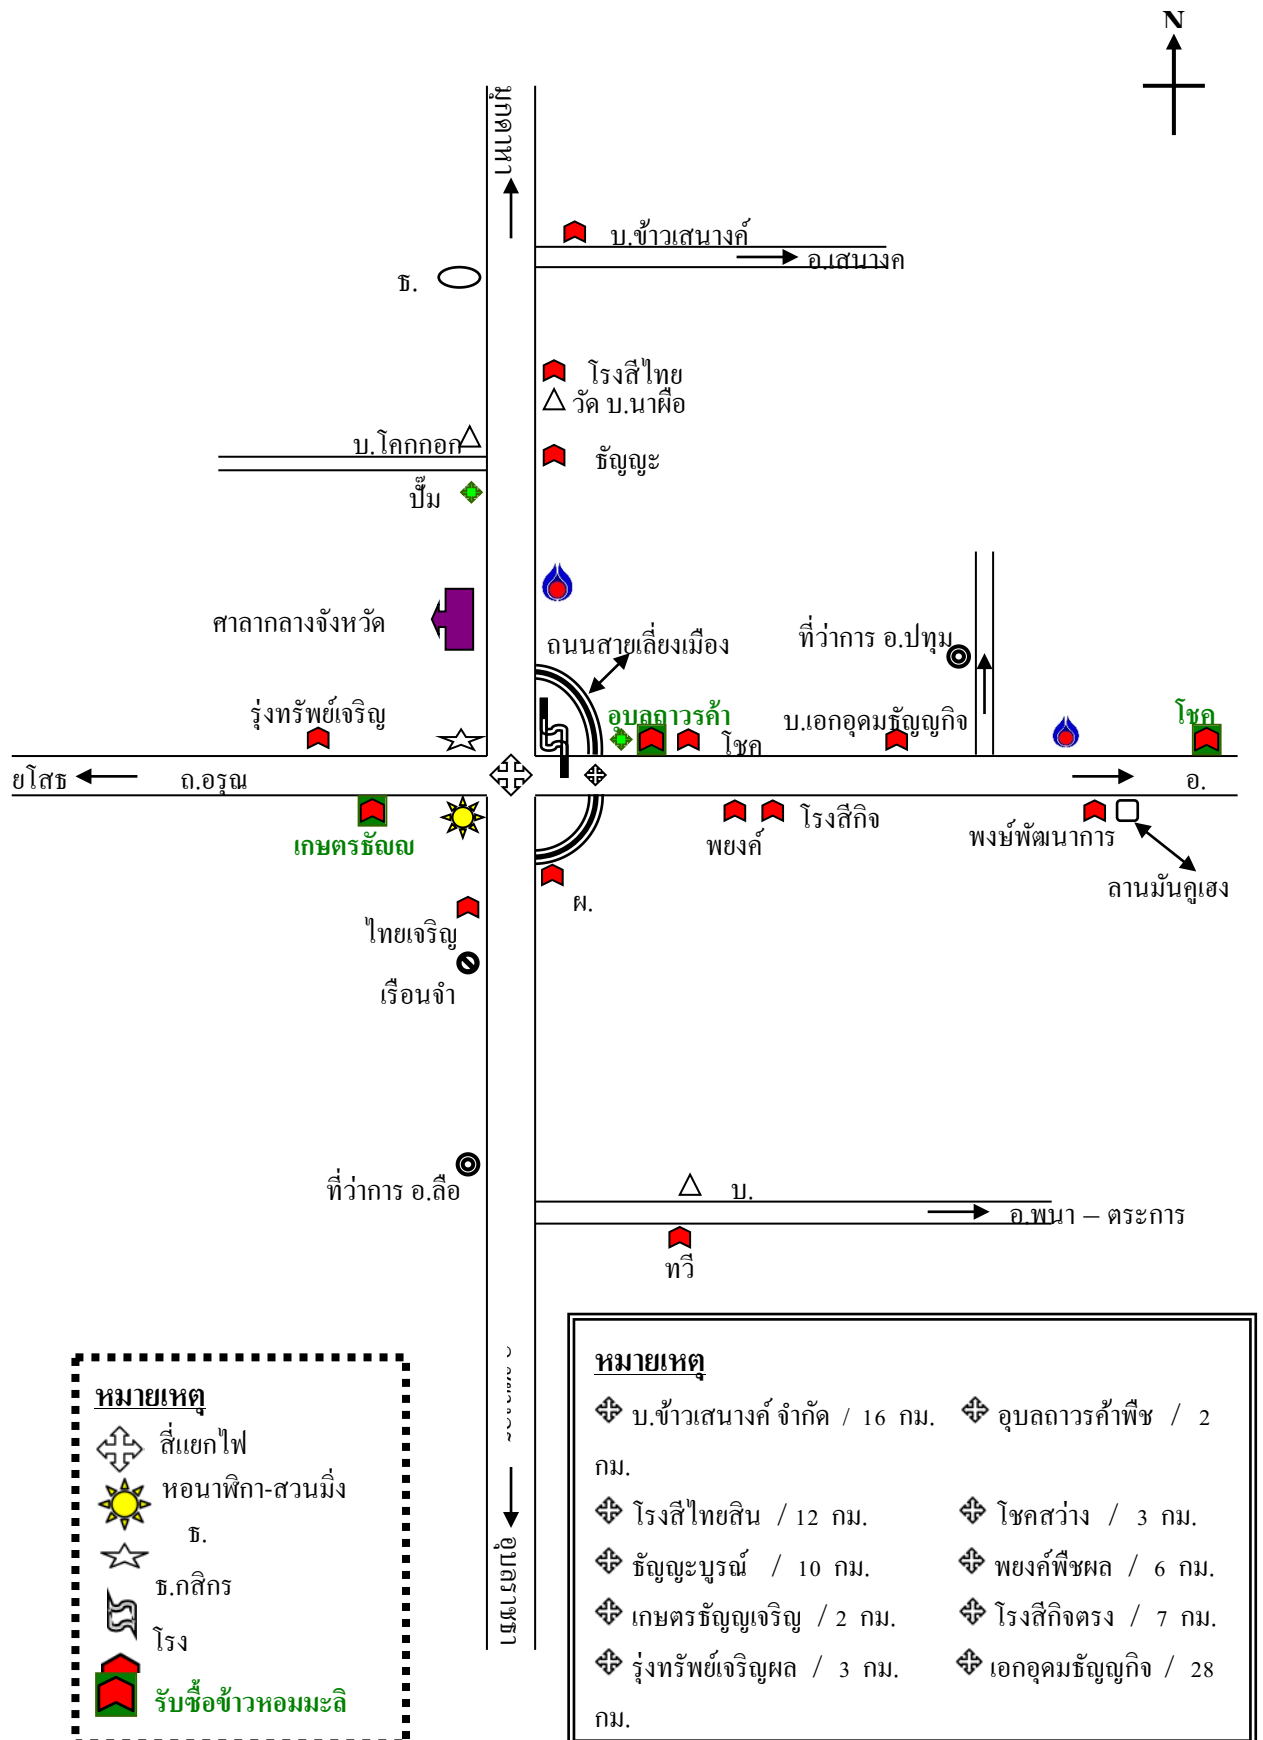 N
มุกดาหา
บ.ข้าวเสนางค์
อ.เสนางค
ธ.
โรงสีไทย
วัด บ.นาผือ
บ.โคกกอก
ธัญญะ
ปั๊ม
ศาลากลางจังหวัด
ถนนสายเลี่ยงเมือง
ที่ว่าการ อ.ปทุม
รุ่งทรัพย์เจริญ
อุบลถาวรค้า
โชค
บ.เอกอุดมธัญญกิจ
โชค
ยโสธ
ถ.อรุณ
อ.
เกษตรธัญญ
พยงค์
โรงสีกิจ
พงษ์พัฒนาการ
ลานมันคูเฮง
ผ.
ไทยเจริญ
เรือนจำ
ที่ว่าการ อ.ลือ
บ.
อ.พนา – ตระการ
ทวี
อุบลราชธา
หมายเหตุ
สี่แยกไฟ
หอนาฬิกา-สวนมิ่ง
ธ.
ธ.กสิกร
โรง
รับซื้อข้าวหอมมะลิ
หมายเหตุ
บ.ข้าวเสนางค์ จำกัด / 16 กม. อุบลถาวรค้าพืช / 2
กม.
โรงสีไทยสิน / 12 กม. โชคสว่าง / 3 กม.
ธัญญะบูรณ์ / 10 กม. พยงค์พืชผล / 6 กม.
เกษตรธัญญเจริญ / 2 กม. โรงสีกิจตรง / 7 กม.
รุ่งทรัพย์เจริญผล / 3 กม. เอกอุดมธัญญกิจ / 28
กม.